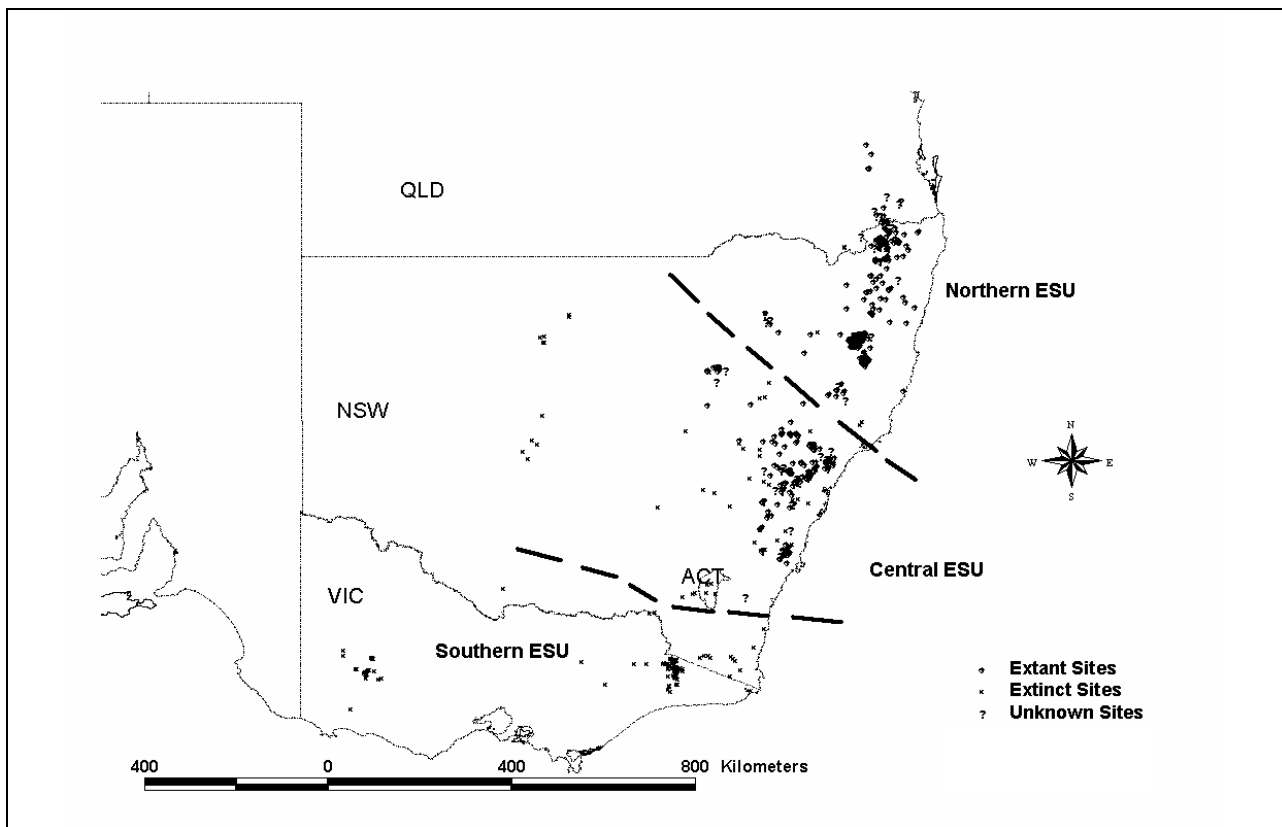 QLD
Northern ESU
NSW
N
W E
S
ACT
Central ESU
VIC
Southern ESU
Extant Sites
× Extinct Sites
? Unknown Sites
400 0 400 800 Kilometers